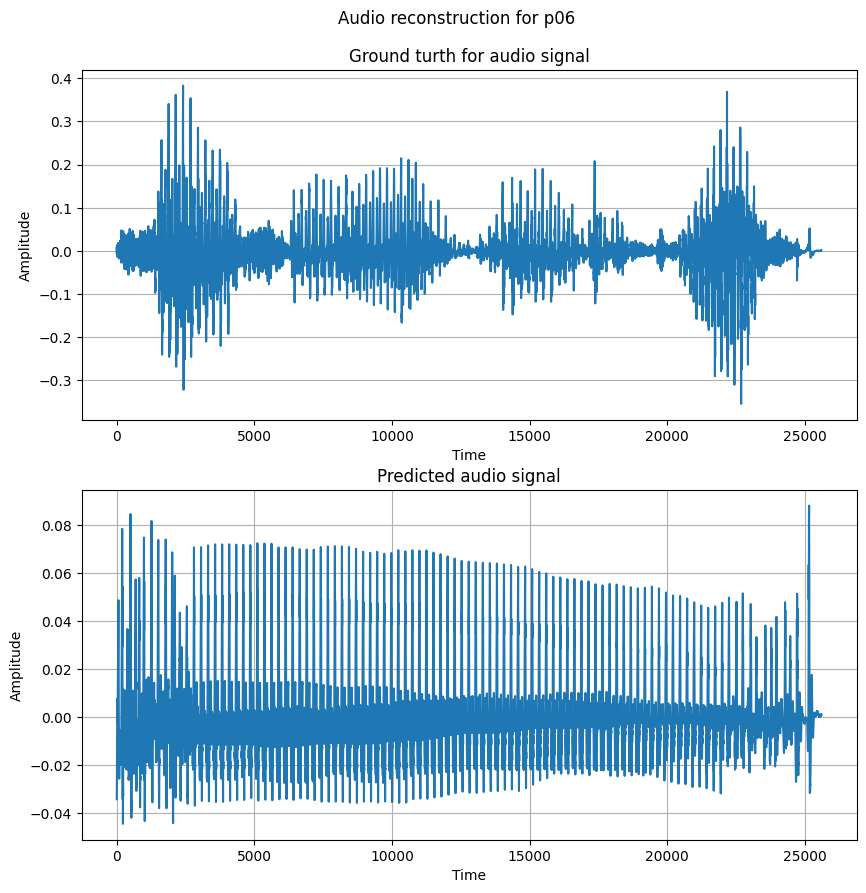 Audio reconstruction for p06
Ground turth for audio signal
0.4
0.3
0.2
0.1
0.0
−0.1
−0.2
−0.3
Amplitude
0 5000 10000 15000 20000 25000
Time
Predicted audio signal
0.08
0.06
0.04
0.02
0.00
−0.02
−0.04
Amplitude
0 5000 10000 15000 20000 25000
Time